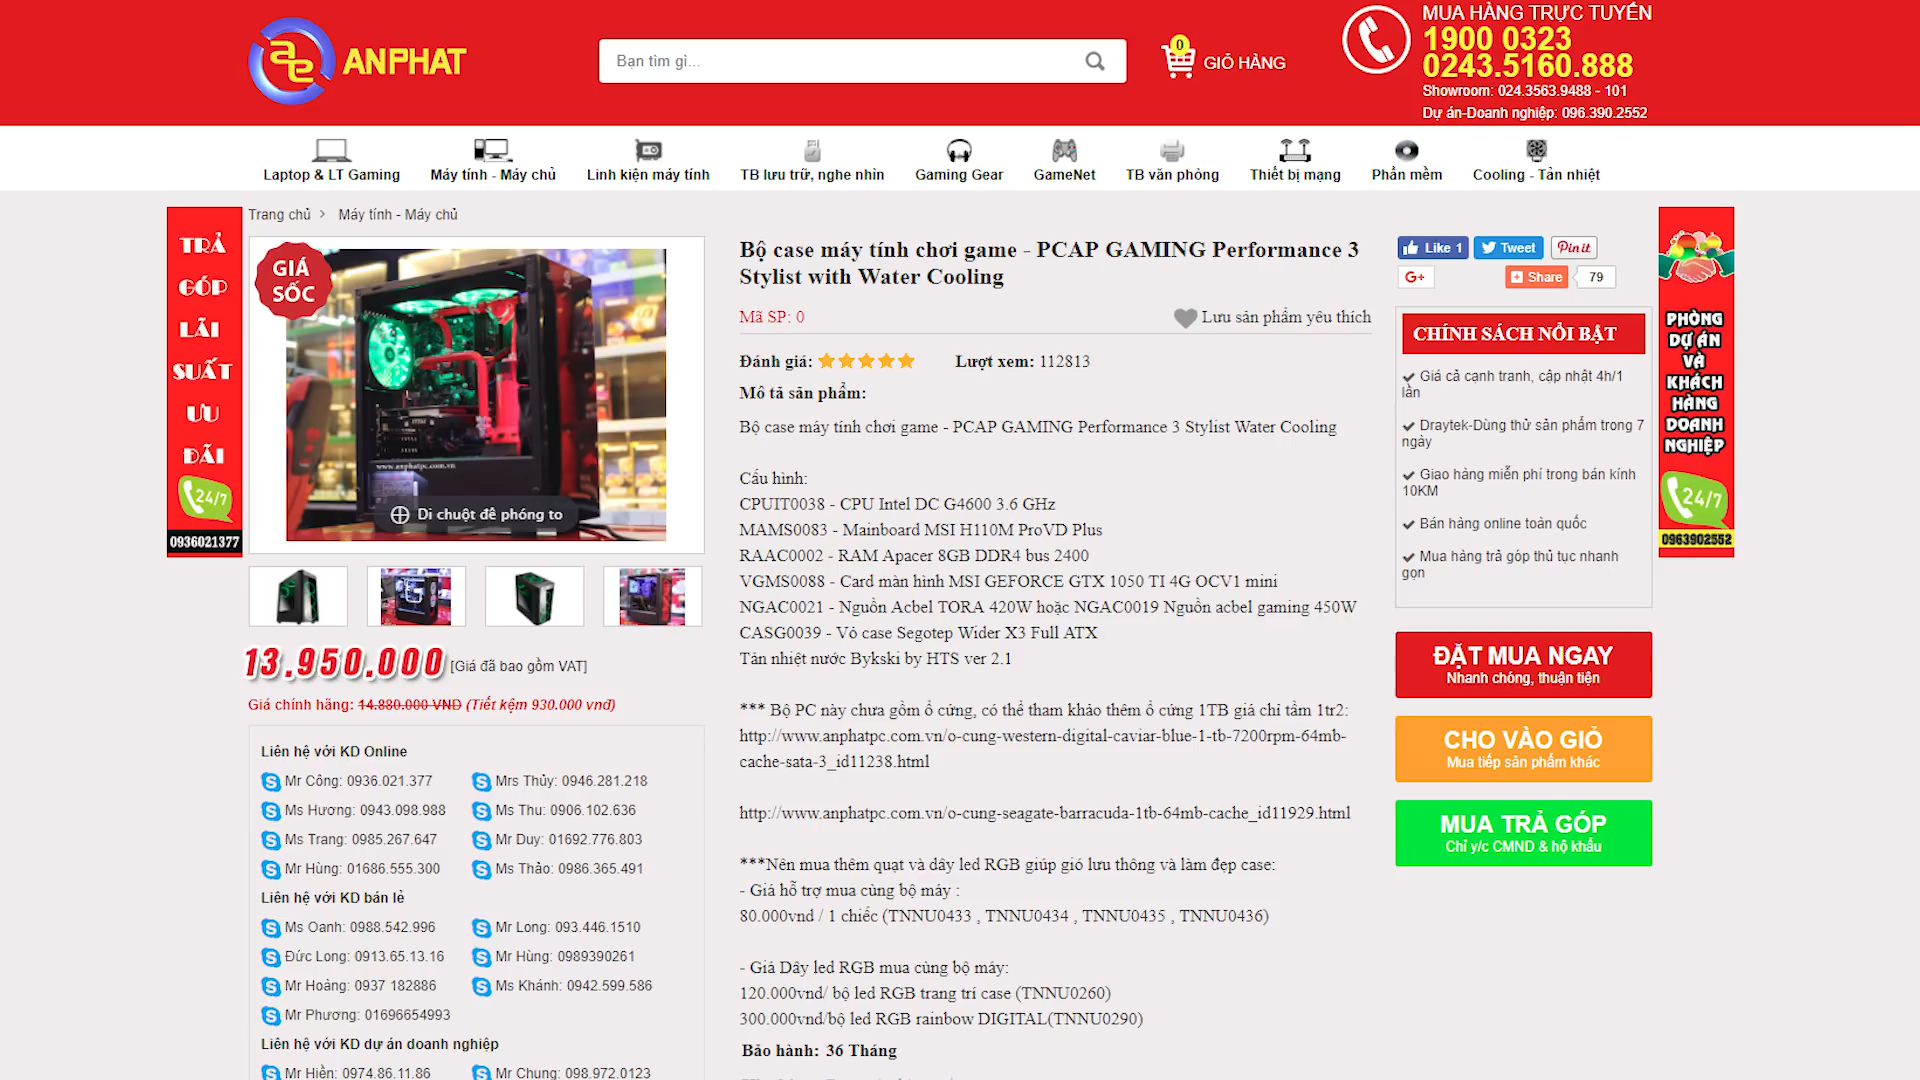 ANPHAT
Bạn tìm gì...
0
GIỎ HÀNG
MUA HÀNG TRỰC TUYẾN
1900 0323
0243.5160.888
Showroom: 024.3563.9488 - 101
Dự án-Doanh nghiệp: 096.390.2552
Laptop & LT Gaming
Máy tính - Máy chủ
Linh kiện máy tính
TB lưu trữ, nghe nhìn
Gaming Gear
GameNet
TB văn phòng
Thiết bị mạng
Phần mềm
Cooling - Tản nhiệt
TRẢ
GÓP
LÃI
SUẤT
ƯU
ĐÃI
24/7
0936021377
Trang chủ > Máy tính - Máy chủ
GIÁ
SỐC
www.anphatpc.com.vn
Di chuột để phóng to
13.950.000 [Giá đã bao gồm VAT]
Giá chính hãng: 14.880.000 VND (Tiết kệm 930.000 vnđ)
Liên hệ với KD Online
Mr Công: 0936.021.377
Mrs Thủy: 0946.281.218
Ms Hương: 0943.098.988
Ms Thu: 0906.102.636
Ms Trang: 0985.267.647
Mr Duy: 01692.776.803
Mr Hùng: 01686.555.300
Ms Thảo: 0986.365.491
Liên hệ với KD bán lẻ
Ms Oanh: 0988.542.996
Mr Long: 093.446.1510
Đức Long: 0913.65.13.16
Mr Hùng: 0989390261
Mr Hoảng: 0937 182886
Ms Khánh: 0942.599.586
Mr Phương: 01696654993
Liên hệ với KD dự án doanh nghiệp
Mr Hiền: 0974.86.11.86
Mr Chung: 098.972.0123
Bộ case máy tính chơi game - PCAP GAMING Performance 3
Stylist with Water Cooling
Mã SP: 0
Lưu sản phẩm yêu thích
Đánh giá:
Lượt xem: 112813
Mô tả sản phẩm:
Bộ case máy tính chơi game - PCAP GAMING Performance 3 Stylist Water Cooling
Cấu hình:
CPUIT0038 - CPU Intel DC G4600 3.6 GHz
MAMS0083 - Mainboard MSI H110M ProVD Plus
RAAC0002 - RAM Apacer 8GB DDR4 bus 2400
VGMS0088 - Card màn hình MSI GEFORCE GTX 1050 TI 4G OCV1 mini
NGAC0021 - Nguồn Acbel TORA 420W hoặc NGAC0019 Nguồn acbel gaming 450W
CASG0039 - Vỏ case Segotep Wider X3 Full ATX
Tản nhiệt nước Bykski by HTS ver 2.1
*** Bộ PC này chưa gồm ổ cứng, có thể tham khảo thêm ổ cứng 1TB giá chỉ tầm 1tr2:
http://www.anphatpc.com.vn/o-cung-western-digital-caviar-blue-1-tb-7200rpm-64mb-
cache-sata-3_id11238.html
http://www.anphatpc.com.vn/o-cung-seagate-barracuda-1tb-64mb-cache_id11929.html
***Nên mua thêm quạt và dây led RGB giúp gió lưu thông và làm đẹp case:
- Giá hỗ trợ mua cùng bộ máy :
80.000vnd / 1 chiếc (TNNU0433 , TNNU0434 , TNNU0435 , TNNU0436)
- Giá Dây led RGB mua cùng bộ máy:
120.000vnd/ bộ led RGB trang trí case (TNNU0260)
300.000vnd/bộ led RGB rainbow DIGITAL(TNNU0290)
Bảo hành: 36 Tháng
Like 1
Tweet
Pin it
G+
Share
79
CHÍNH SÁCH NỔI BẬT
Giá cả cạnh tranh, cập nhật 4h/1
lần
Draytek-Dùng thử sản phẩm trong 7
ngày
Giao hàng miễn phí trong bán kính
10KM
Bán hàng online toàn quốc
Mua hàng trả góp thủ tục nhanh
gọn
ĐẶT MUA NGAY
Nhanh chóng, thuận tiện
CHO VÀO GIỎ
Mua tiếp sản phẩm khác
MUA TRẢ GÓP
Chỉ y/c CMND & hộ khẩu
PHÒNG
DỰ ÁN
VÀ
KHÁCH
HÀNG
DOANH
NGHIỆP
24/7
0963902552